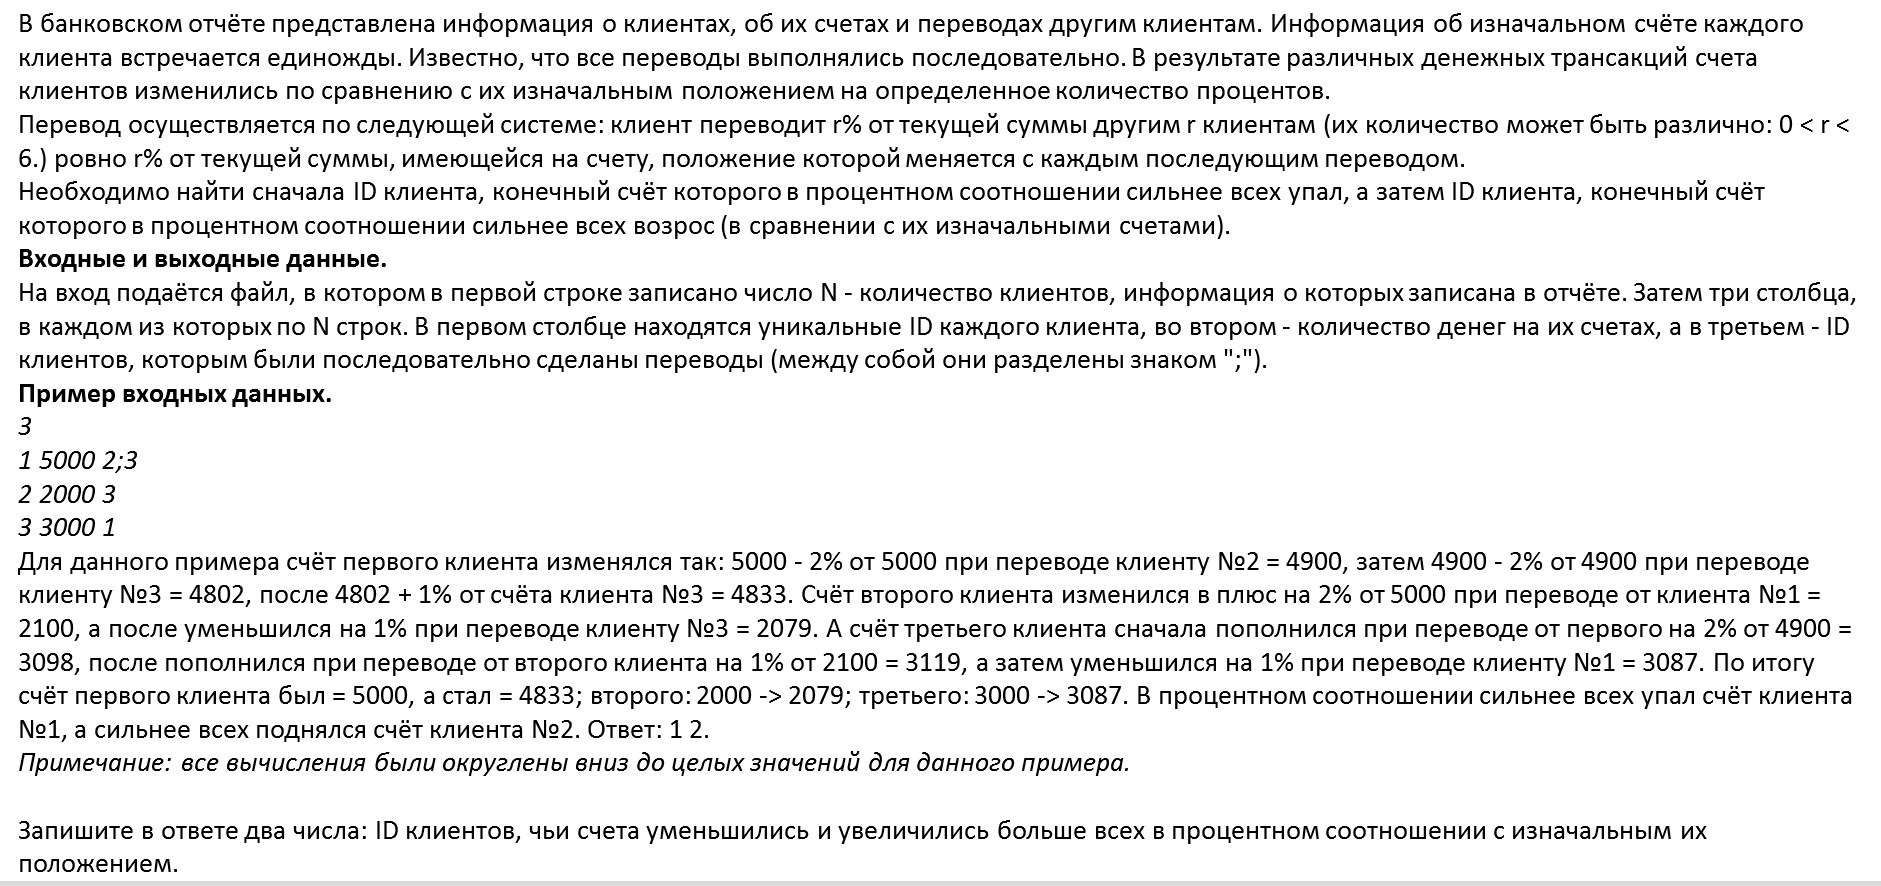 В банковском отчёте представлена информация о клиентах, об их счетах и переводах другим клиентам. Информация об изначальном счёте каждого
клиента встречается единожды. Известно, что все переводы выполнялись последовательно. В результате различных денежных трансакций счета
клиентов изменились по сравнению с их изначальным положением на определенное количество процентов.
Перевод осуществляется по следующей системе: клиент переводит r% от текущей суммы другим r клиентам (их количество может быть различно: 0 < r <
6.) ровно r% от текущей суммы, имеющейся на счету, положение которой меняется с каждым последующим переводом.
Необходимо найти сначала ID клиента, конечный счёт которого в процентном соотношении сильнее всех упал, а затем ID клиента, конечный счёт
которого в процентном соотношении сильнее всех возрос (в сравнении с их изначальными счетами).
Входные и выходные данные.
На вход подаётся файл, в котором в первой строке записано число N - количество клиентов, информация о которых записана в отчёте. Затем три столбца,
в каждом из которых по N строк. В первом столбце находятся уникальные ID каждого клиента, во втором - количество денег на их счетах, а в третьем - ID
клиентов, которым были последовательно сделаны переводы (между собой они разделены знаком ";").
Пример входных данных.
3
1 5000 2;3
2 2000 3
3 3000 1
Для данного примера счёт первого клиента изменялся так: 5000 - 2% от 5000 при переводе клиенту №2 = 4900, затем 4900 - 2% от 4900 при переводе
клиенту №3 = 4802, после 4802 + 1% от счёта клиента №3 = 4833. Счёт второго клиента изменился в плюс на 2% от 5000 при переводе от клиента №1 =
2100, а после уменьшился на 1% при переводе клиенту №3 = 2079. А счёт третьего клиента сначала пополнился при переводе от первого на 2% от 4900 =
3098, после пополнился при переводе от второго клиента на 1% от 2100 = 3119, а затем уменьшился на 1% при переводе клиенту №1 = 3087. По итогу
счёт первого клиента был = 5000, а стал = 4833; второго: 2000 -> 2079; третьего: 3000 -> 3087. В процентном соотношении сильнее всех упал счёт клиента
№1, а сильнее всех поднялся счёт клиента №2. Ответ: 1 2.
Примечание: все вычисления были округлены вниз до целых значений для данного примера.
Запишите в ответе два числа: ID клиентов, чьи счета уменьшились и увеличились больше всех в процентном соотношении с изначальным их
положением.